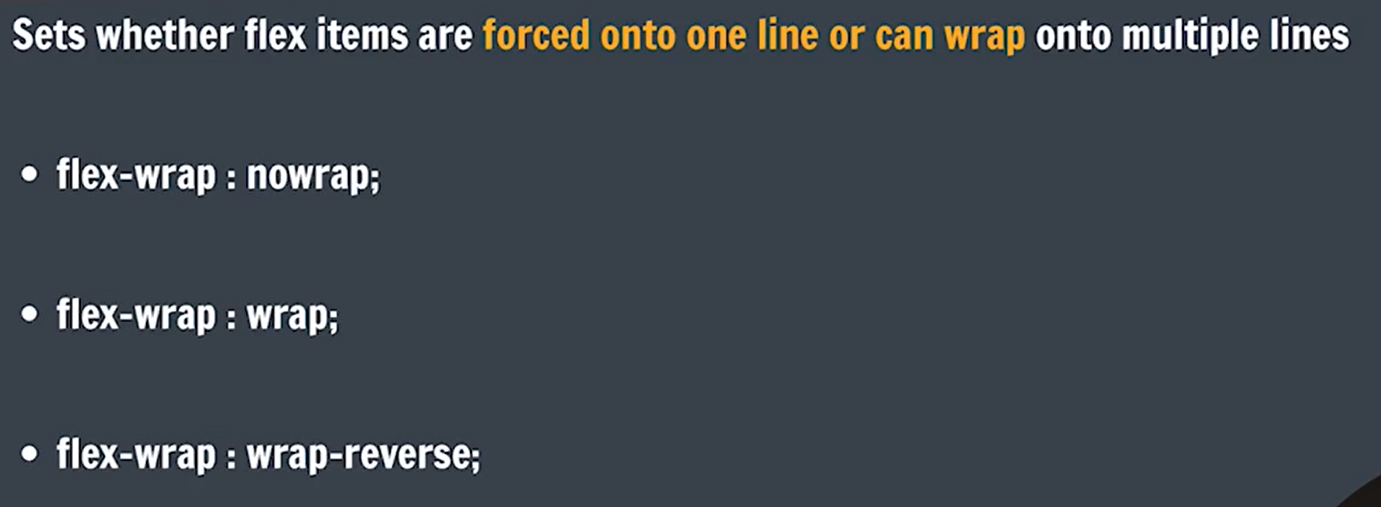 Sets whether flex items are forced onto one line or can wrap onto multiple lines
• flex-wrap : nowrap;
• flex-wrap : wrap;
• flex-wrap : wrap-reverse;